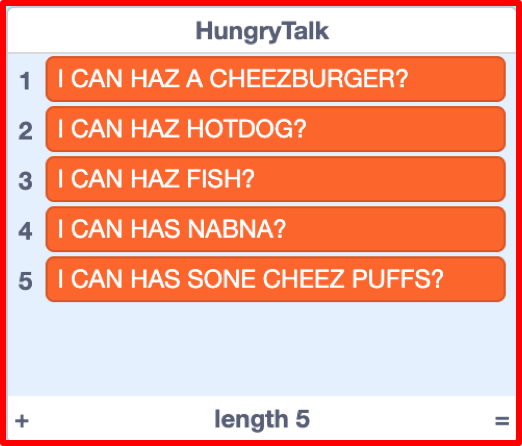 HungryTalk
1 I CAN HAZ A CHEEZBURGER?
2 I CAN HAZ HOTDOG?
3 I CAN HAZ FISH?
4 I CAN HAS NABNA?
5 I CAN HAS SONE CHEEZ PUFFS?
+ length 5 =